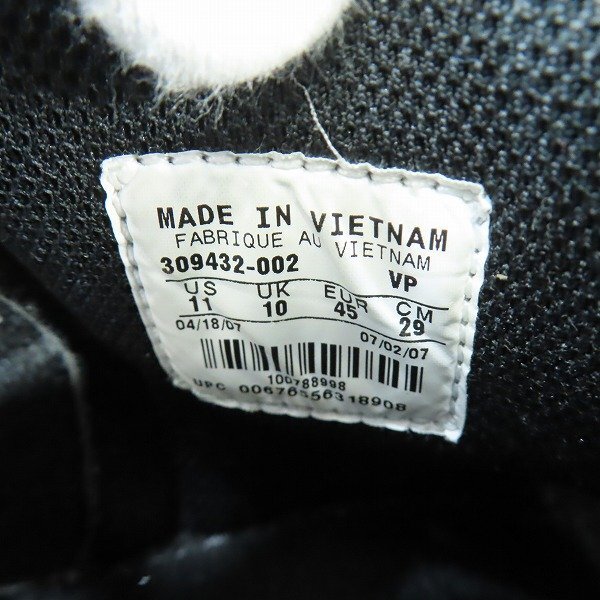 MADE IN VIETNAM
FABRIQUE AU VIETNAM
309432-002 VP
US UK EUR CM
11 10 45 29
04/18/07 07/02/07
100788998
UPC 00676556318908